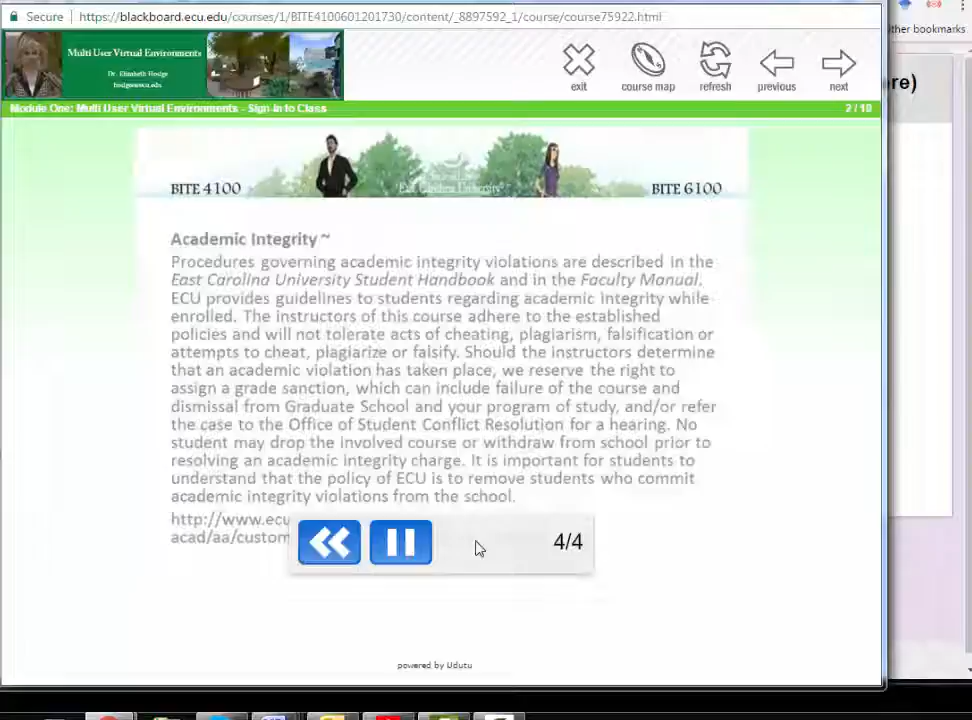 Secure https://blackboard.ecu.edu/courses/1/BITE4100601201730/content/_8897592_1/course/course75922.html
ther bookmarks
Multi User Virtual Environments
Dr. Elizabeth Hodge
hodgee@ecu.edu
exit
course map
refresh
previous
next
re)
Module One: Multi User Virtual Environments - Sign-In to Class
2 / 10
BITE 4100
East Carolina University
BITE 6100
Academic Integrity ~
Procedures governing academic integrity violations are described in the
East Carolina University Student Handbook and in the Faculty Manual.
ECU provides guidelines to students regarding academic integrity while
enrolled. The instructors of this course adhere to the established
policies and will not tolerate acts of cheating, plagiarism, falsification or
attempts to cheat, plagiarize or falsify. Should the instructors determine
that an academic violation has taken place, we reserve the right to
assign a grade sanction, which can include failure of the course and
dismissal from Graduate School and your program of study, and/or refer
the case to the Office of Student Conflict Resolution for a hearing. No
student may drop the involved course or withdraw from school prior to
resolving an academic integrity charge. It is important for students to
understand that the policy of ECU is to remove students who commit
academic integrity violations from the school.
http://www.ecu
acad/aa/custom
4/4
powered by Udutu